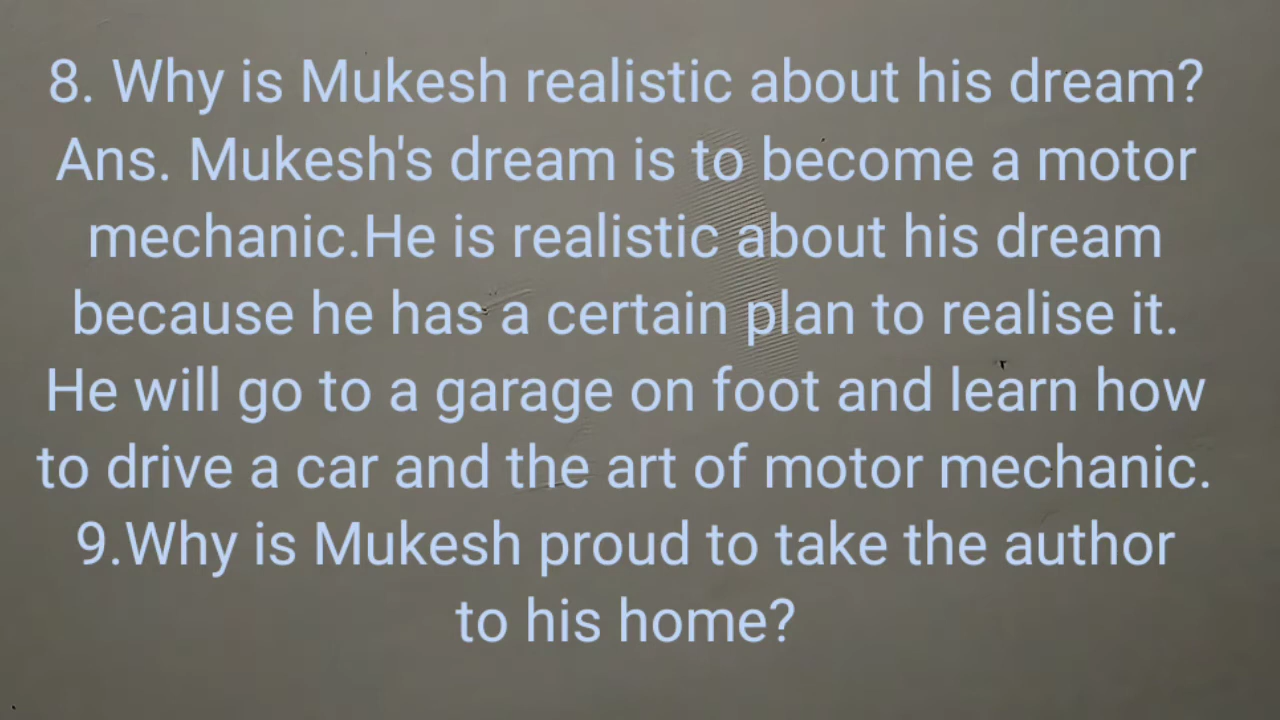 8. Why is Mukesh realistic about his dream?
Ans. Mukesh's dream is to become a motor
mechanic.He is realistic about his dream
because he has a certain plan to realise it.
He will go to a garage on foot and learn how
to drive a car and the art of motor mechanic.
9.Why is Mukesh proud to take the author
to his home?